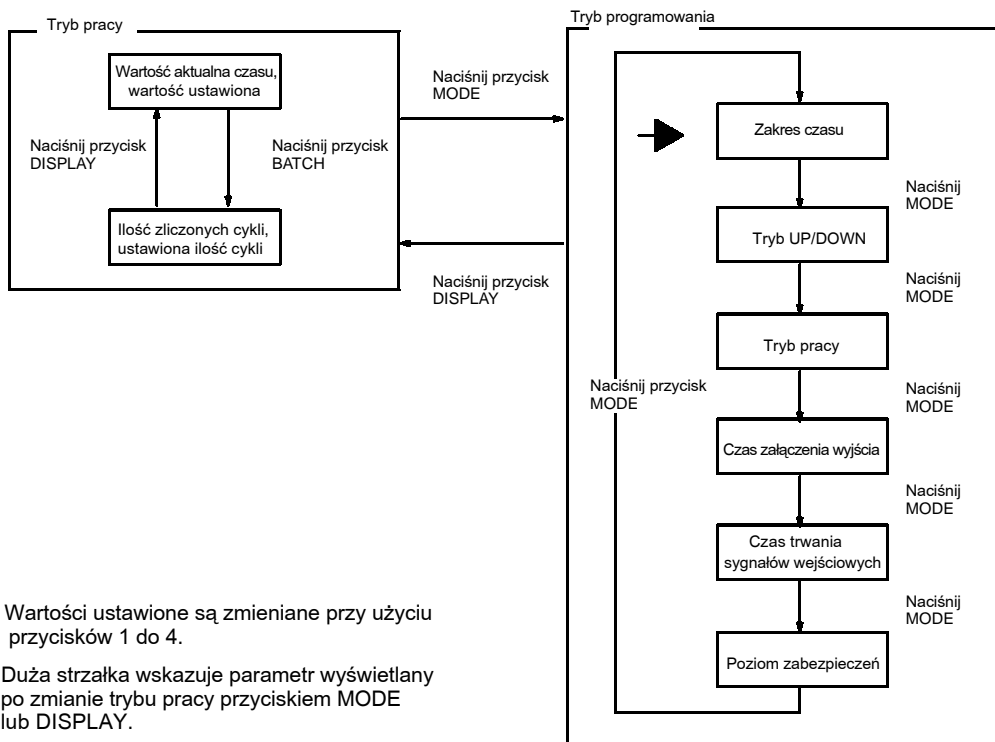 Tryb pracy
Wartość aktualna czasu,
wartość ustawiona
Naciśnij przycisk
DISPLAY
Naciśnij przycisk
BATCH
Ilość zliczonych cykli,
ustawiona ilość cykli
Naciśnij przycisk
MODE
Naciśnij przycisk
DISPLAY
Tryb programowania
Zakres czasu
Naciśnij
MODE
Tryb UP/DOWN
Naciśnij
MODE
Tryb pracy
Naciśnij przycisk
MODE
Naciśnij
MODE
Czas załączenia wyjścia
Naciśnij
MODE
Czas trwania
sygnałów wejściowych
Naciśnij
MODE
Poziom zabezpieczeń
Wartości ustawione są zmieniane przy użyciu
przycisków 1 do 4.
Duża strzałka wskazuje parametr wyświetlany
po zmianie trybu pracy przyciskiem MODE
lub DISPLAY.